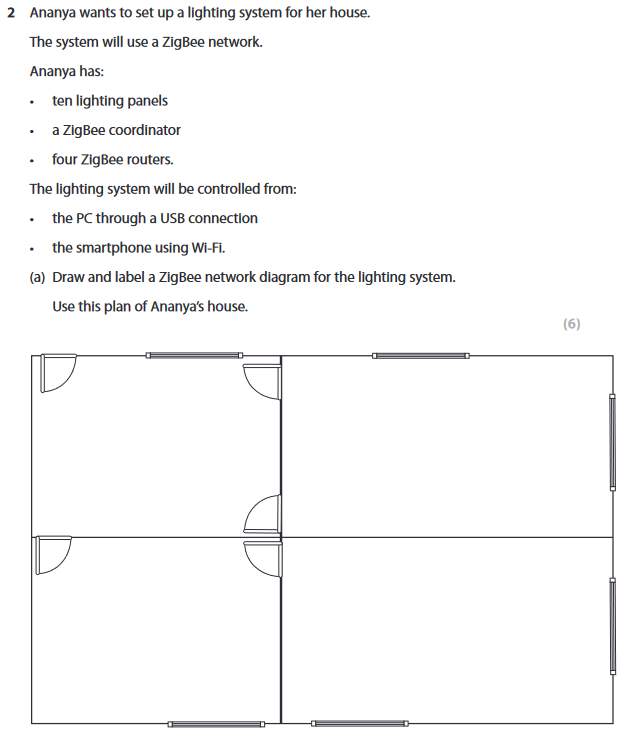 2 Ananya wants to set up a lighting system for her house.
The system will use a ZigBee network.
Ananya has:
• ten lighting panels
• a ZigBee coordinator
• four ZigBee routers.
The lighting system will be controlled from:
• the PC through a USB connection
• the smartphone using Wi-Fi.
(a) Draw and label a ZigBee network diagram for the lighting system.
Use this plan of Ananya's house.
(6)